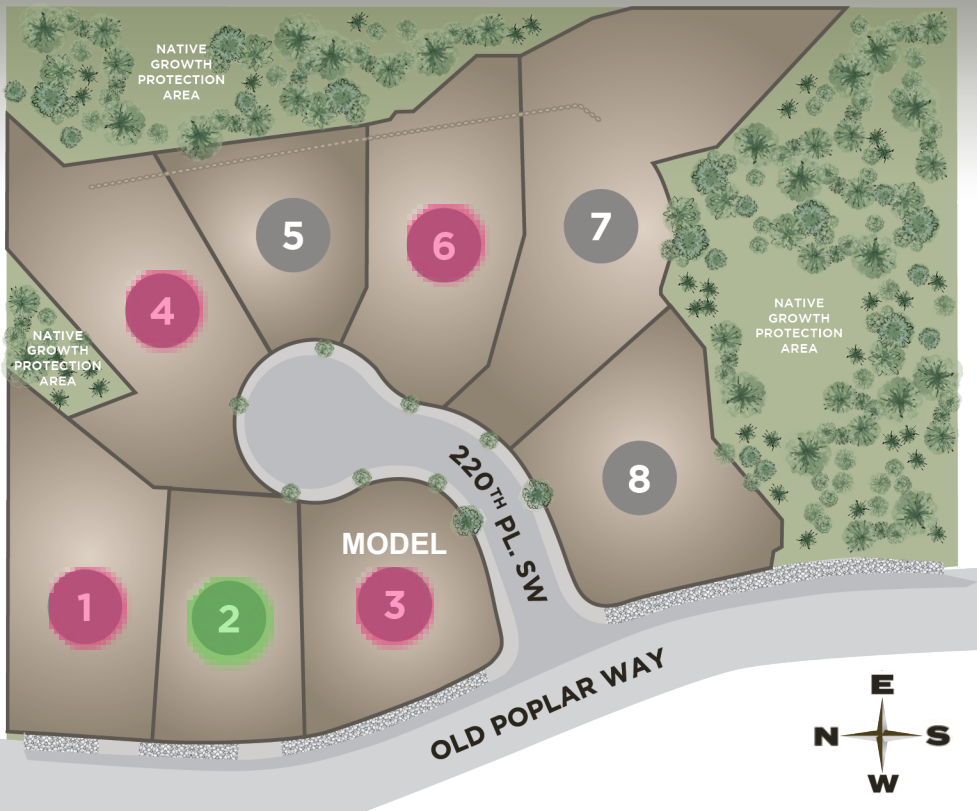 NATIVE
GROWTH
PROTECTION
AREA
5
6
7
4
NATIVE
GROWTH
PROTECTION
AREA
NATIVE
GROWTH
PROTECTION
AREA
8
220TH PL. SW
MODEL
1
2
3
OLD POPLAR WAY
E
N S
W